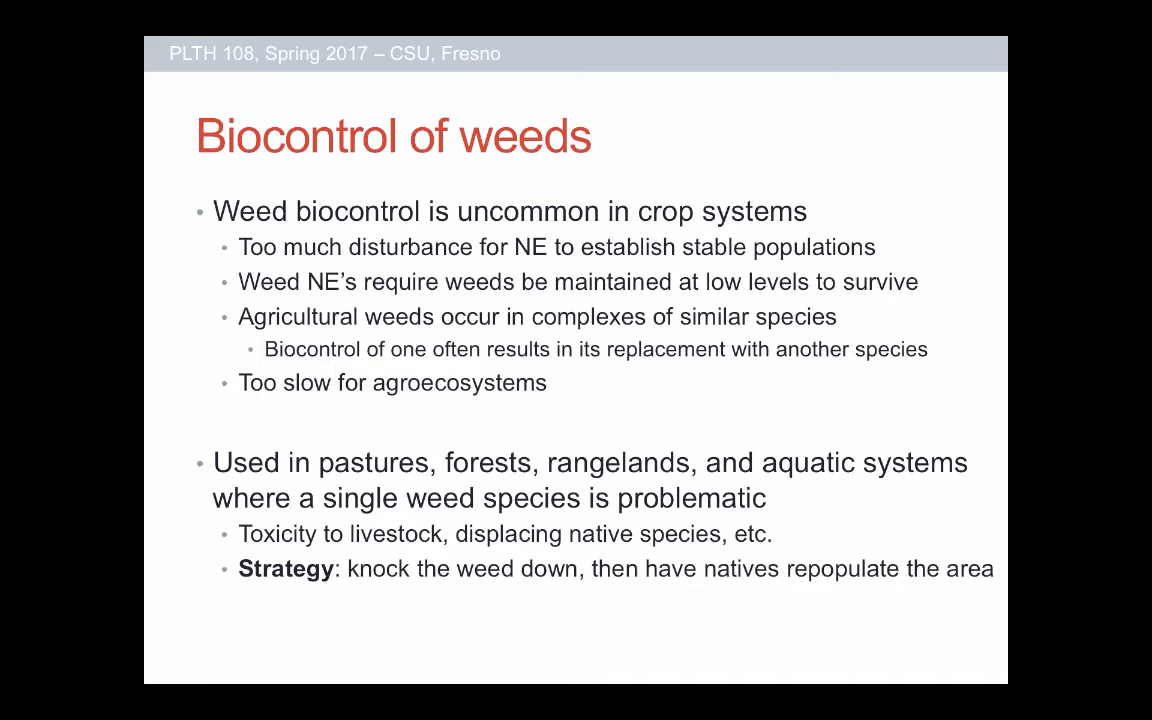 PLTH 108, Spring 2017 – CSU, Fresno
Biocontrol of weeds
• Weed biocontrol is uncommon in crop systems
• Too much disturbance for NE to establish stable populations
• Weed NE’s require weeds be maintained at low levels to survive
• Agricultural weeds occur in complexes of similar species
• Biocontrol of one often results in its replacement with another species
• Too slow for agroecosystems
• Used in pastures, forests, rangelands, and aquatic systems
where a single weed species is problematic
• Toxicity to livestock, displacing native species, etc.
• Strategy: knock the weed down, then have natives repopulate the area